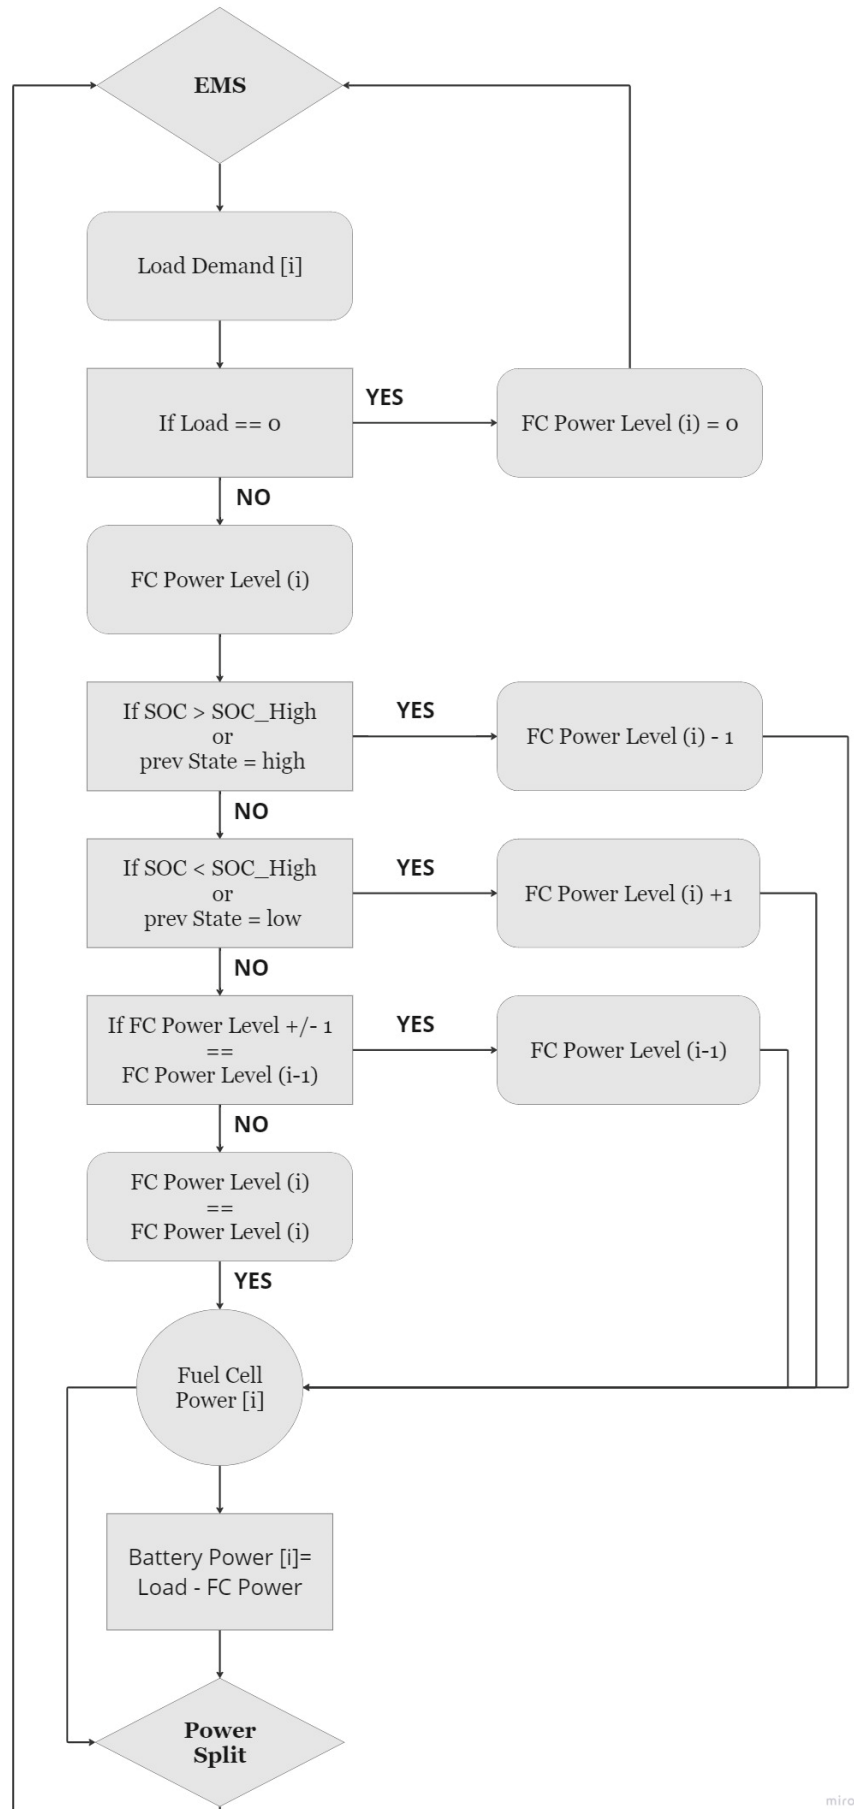 EMS
Load Demand [i]
If Load == 0
YES
FC Power Level (i) = 0
NO
FC Power Level (i)
If SOC > SOC_High
or
prev State = high
YES
FC Power Level (i) - 1
NO
If SOC < SOC_High
or
prev State = low
YES
FC Power Level (i) +1
NO
If FC Power Level +/- 1
==
FC Power Level (i-1)
YES
FC Power Level (i-1)
NO
FC Power Level (i)
==
FC Power Level (i)
YES
Fuel Cell
Power [i]
Battery Power [i]=
Load - FC Power
Power
Split
miro